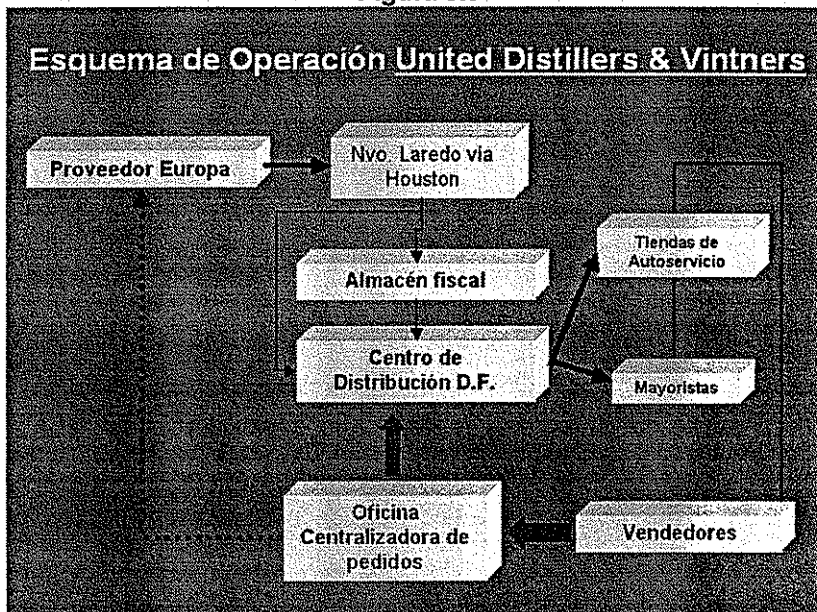 Esquema de Operación United Distillers & Vintners
Proveedor Europa
Nvo. Laredo via
Houston
Tiendas de
Autoservicio
Almacén fiscal
Centro de
Distribución D.F.
Mayoristas
Oficina
Centralizadora de
pedidos
Vendedores